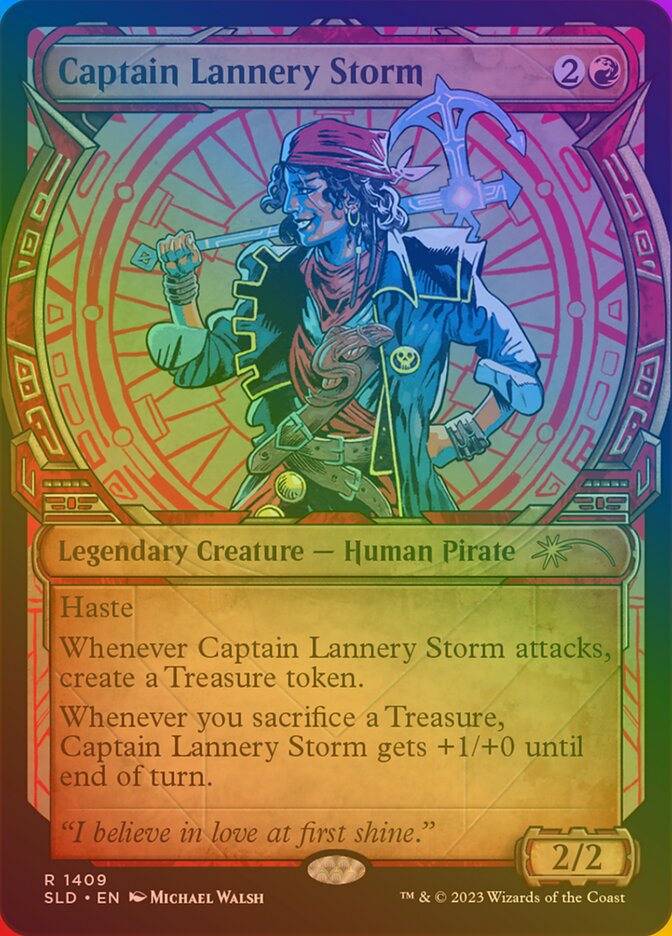 Captain Lannery Storm 2
Legendary Creature — Human Pirate
Haste
Whenever Captain Lannery Storm attacks,
create a Treasure token.
Whenever you sacrifice a Treasure,
Captain Lannery Storm gets +1/+0 until
end of turn.
“I believe in love at first shine.”
2/2
R 1409
SLD • EN Michael Walsh ™ & © 2023 Wizards of the Coast